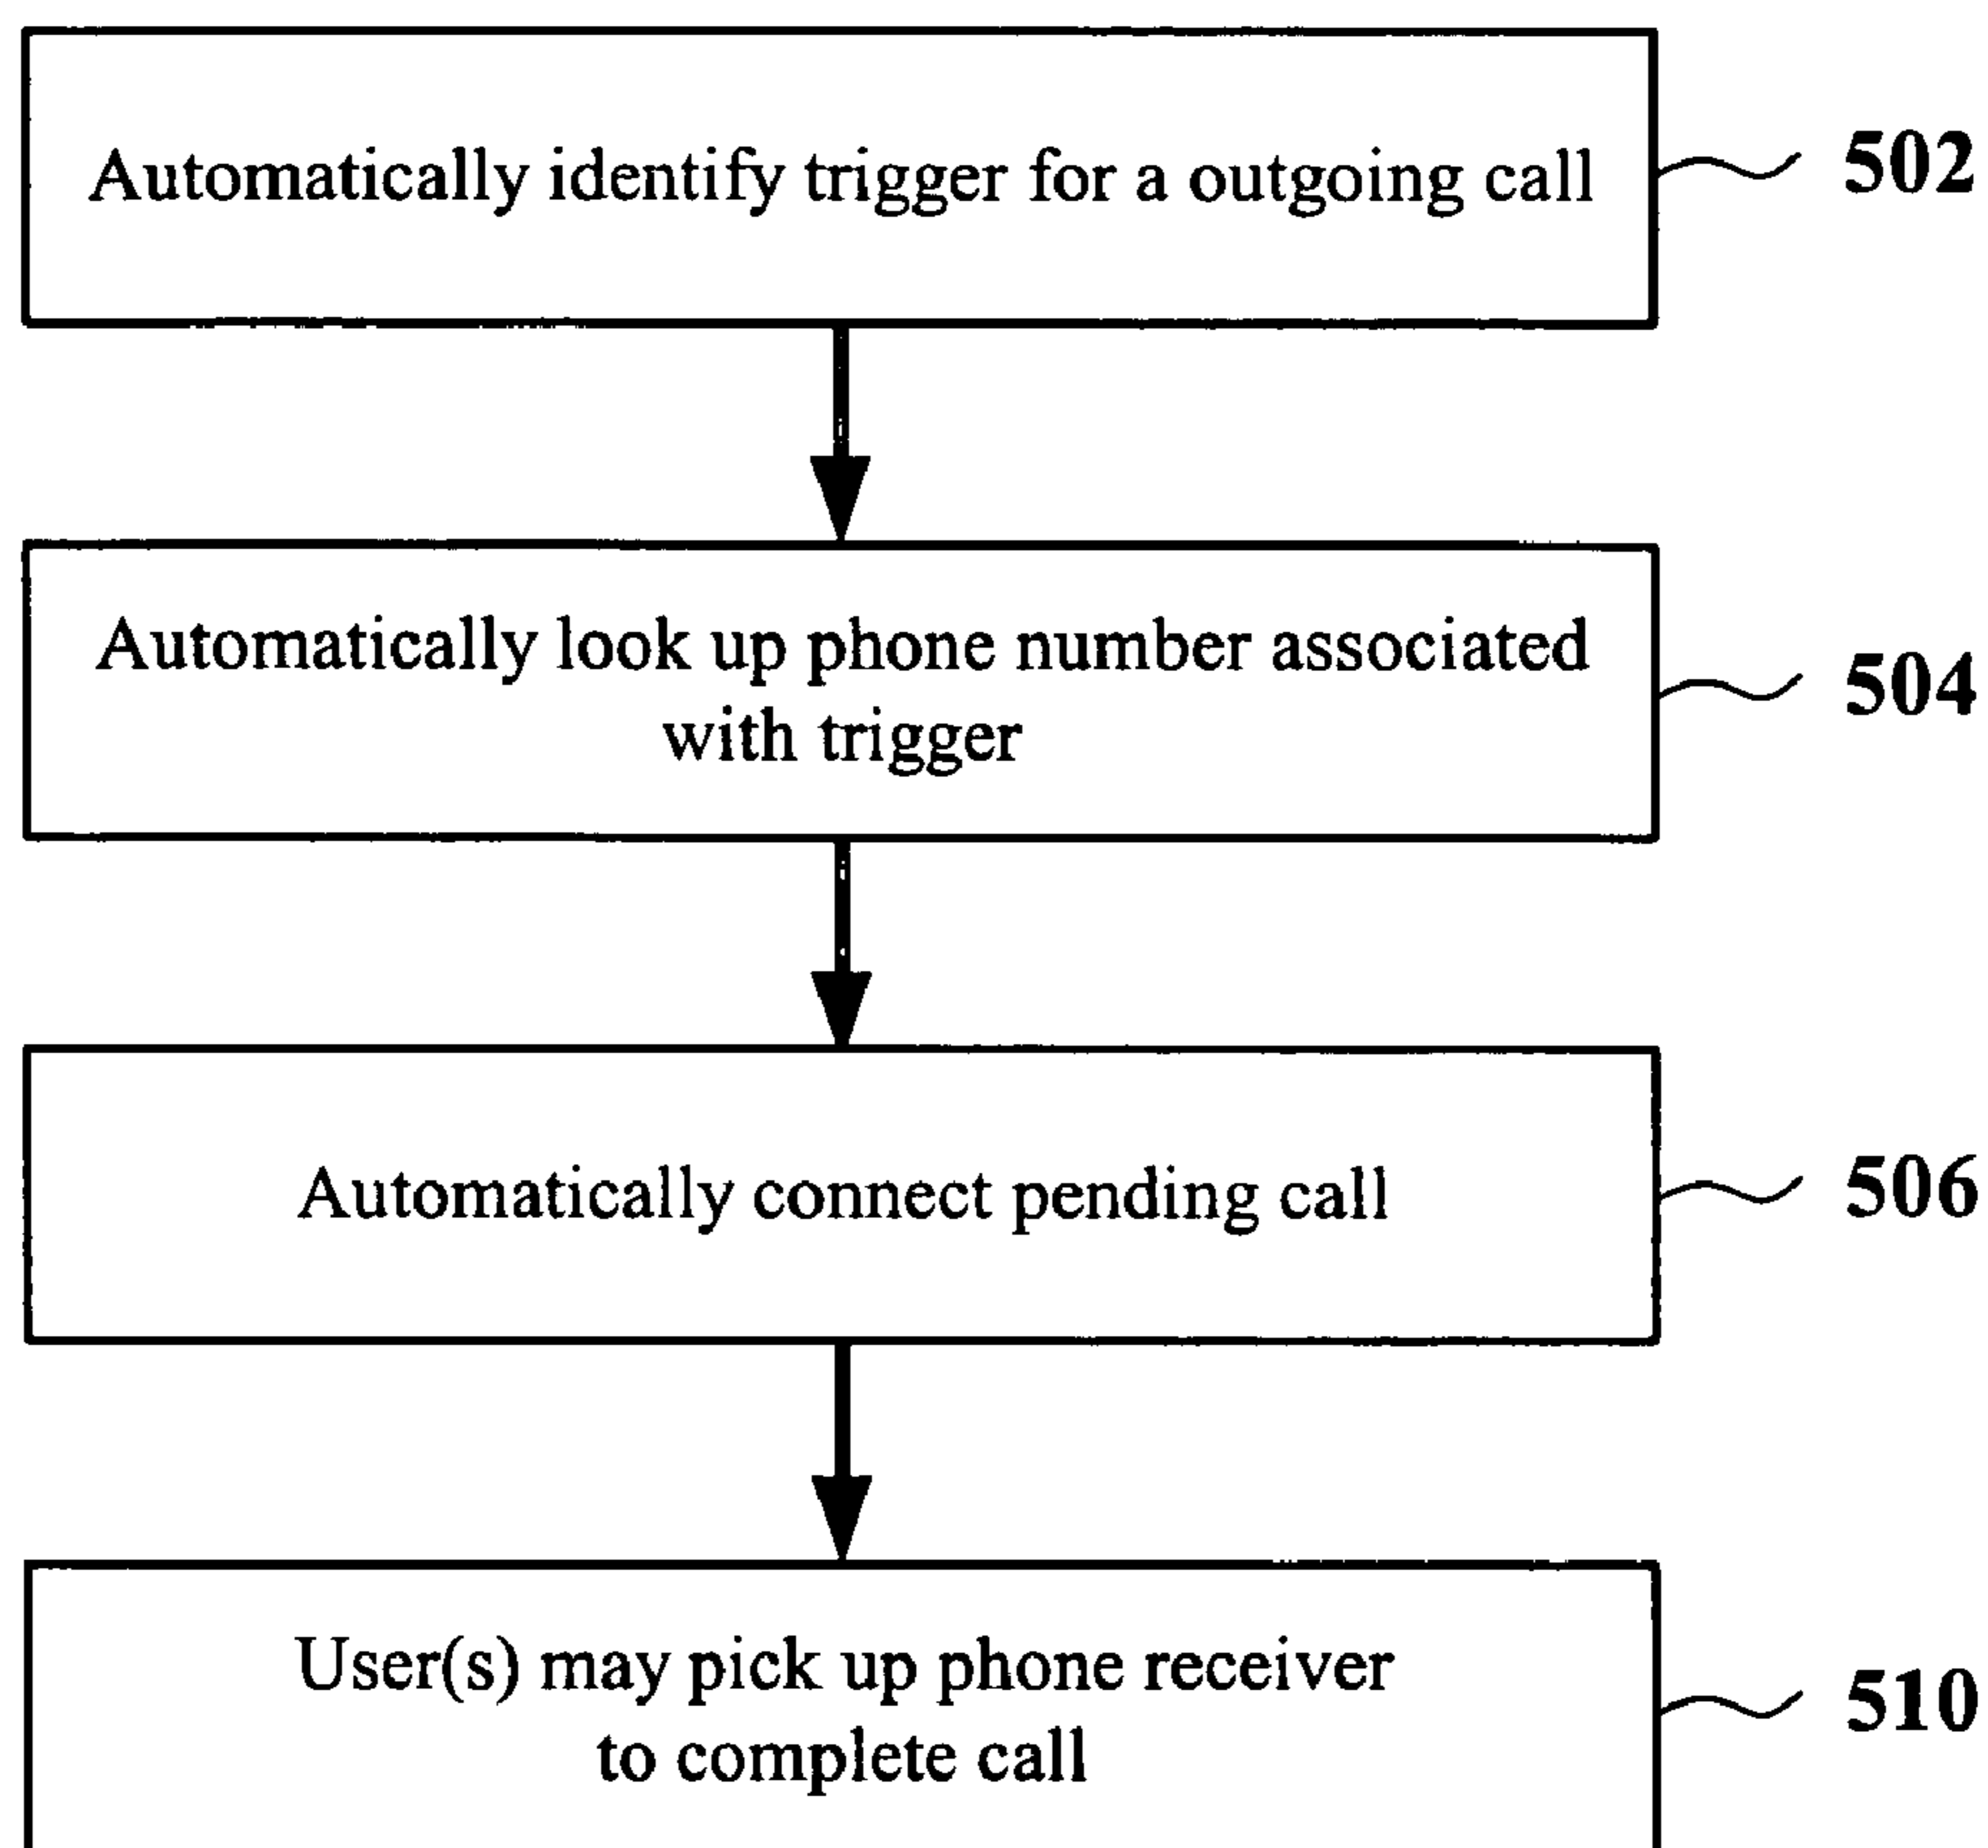 Automatically identify trigger for a outgoing call
502
Automatically look up phone number associated
with trigger
504
Automatically connect pending call
506
User(s) may pick up phone receiver
to complete call
510